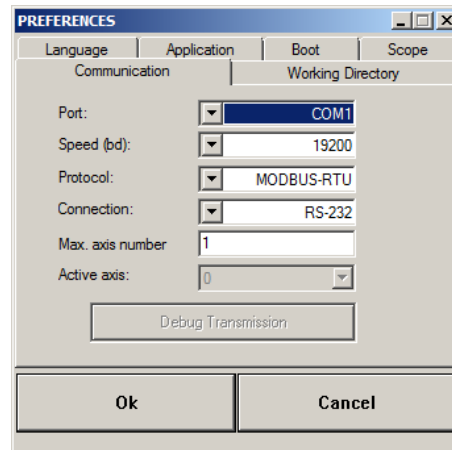 PREFERENCES
Language Application Boot Scope
Communication Working Directory
Port: COM1
Speed (bd): 19200
Protocol: MODBUS-RTU
Connection: RS-232
Max. axis number 1
Active axis: 0
Debug Transmission
Ok Cancel